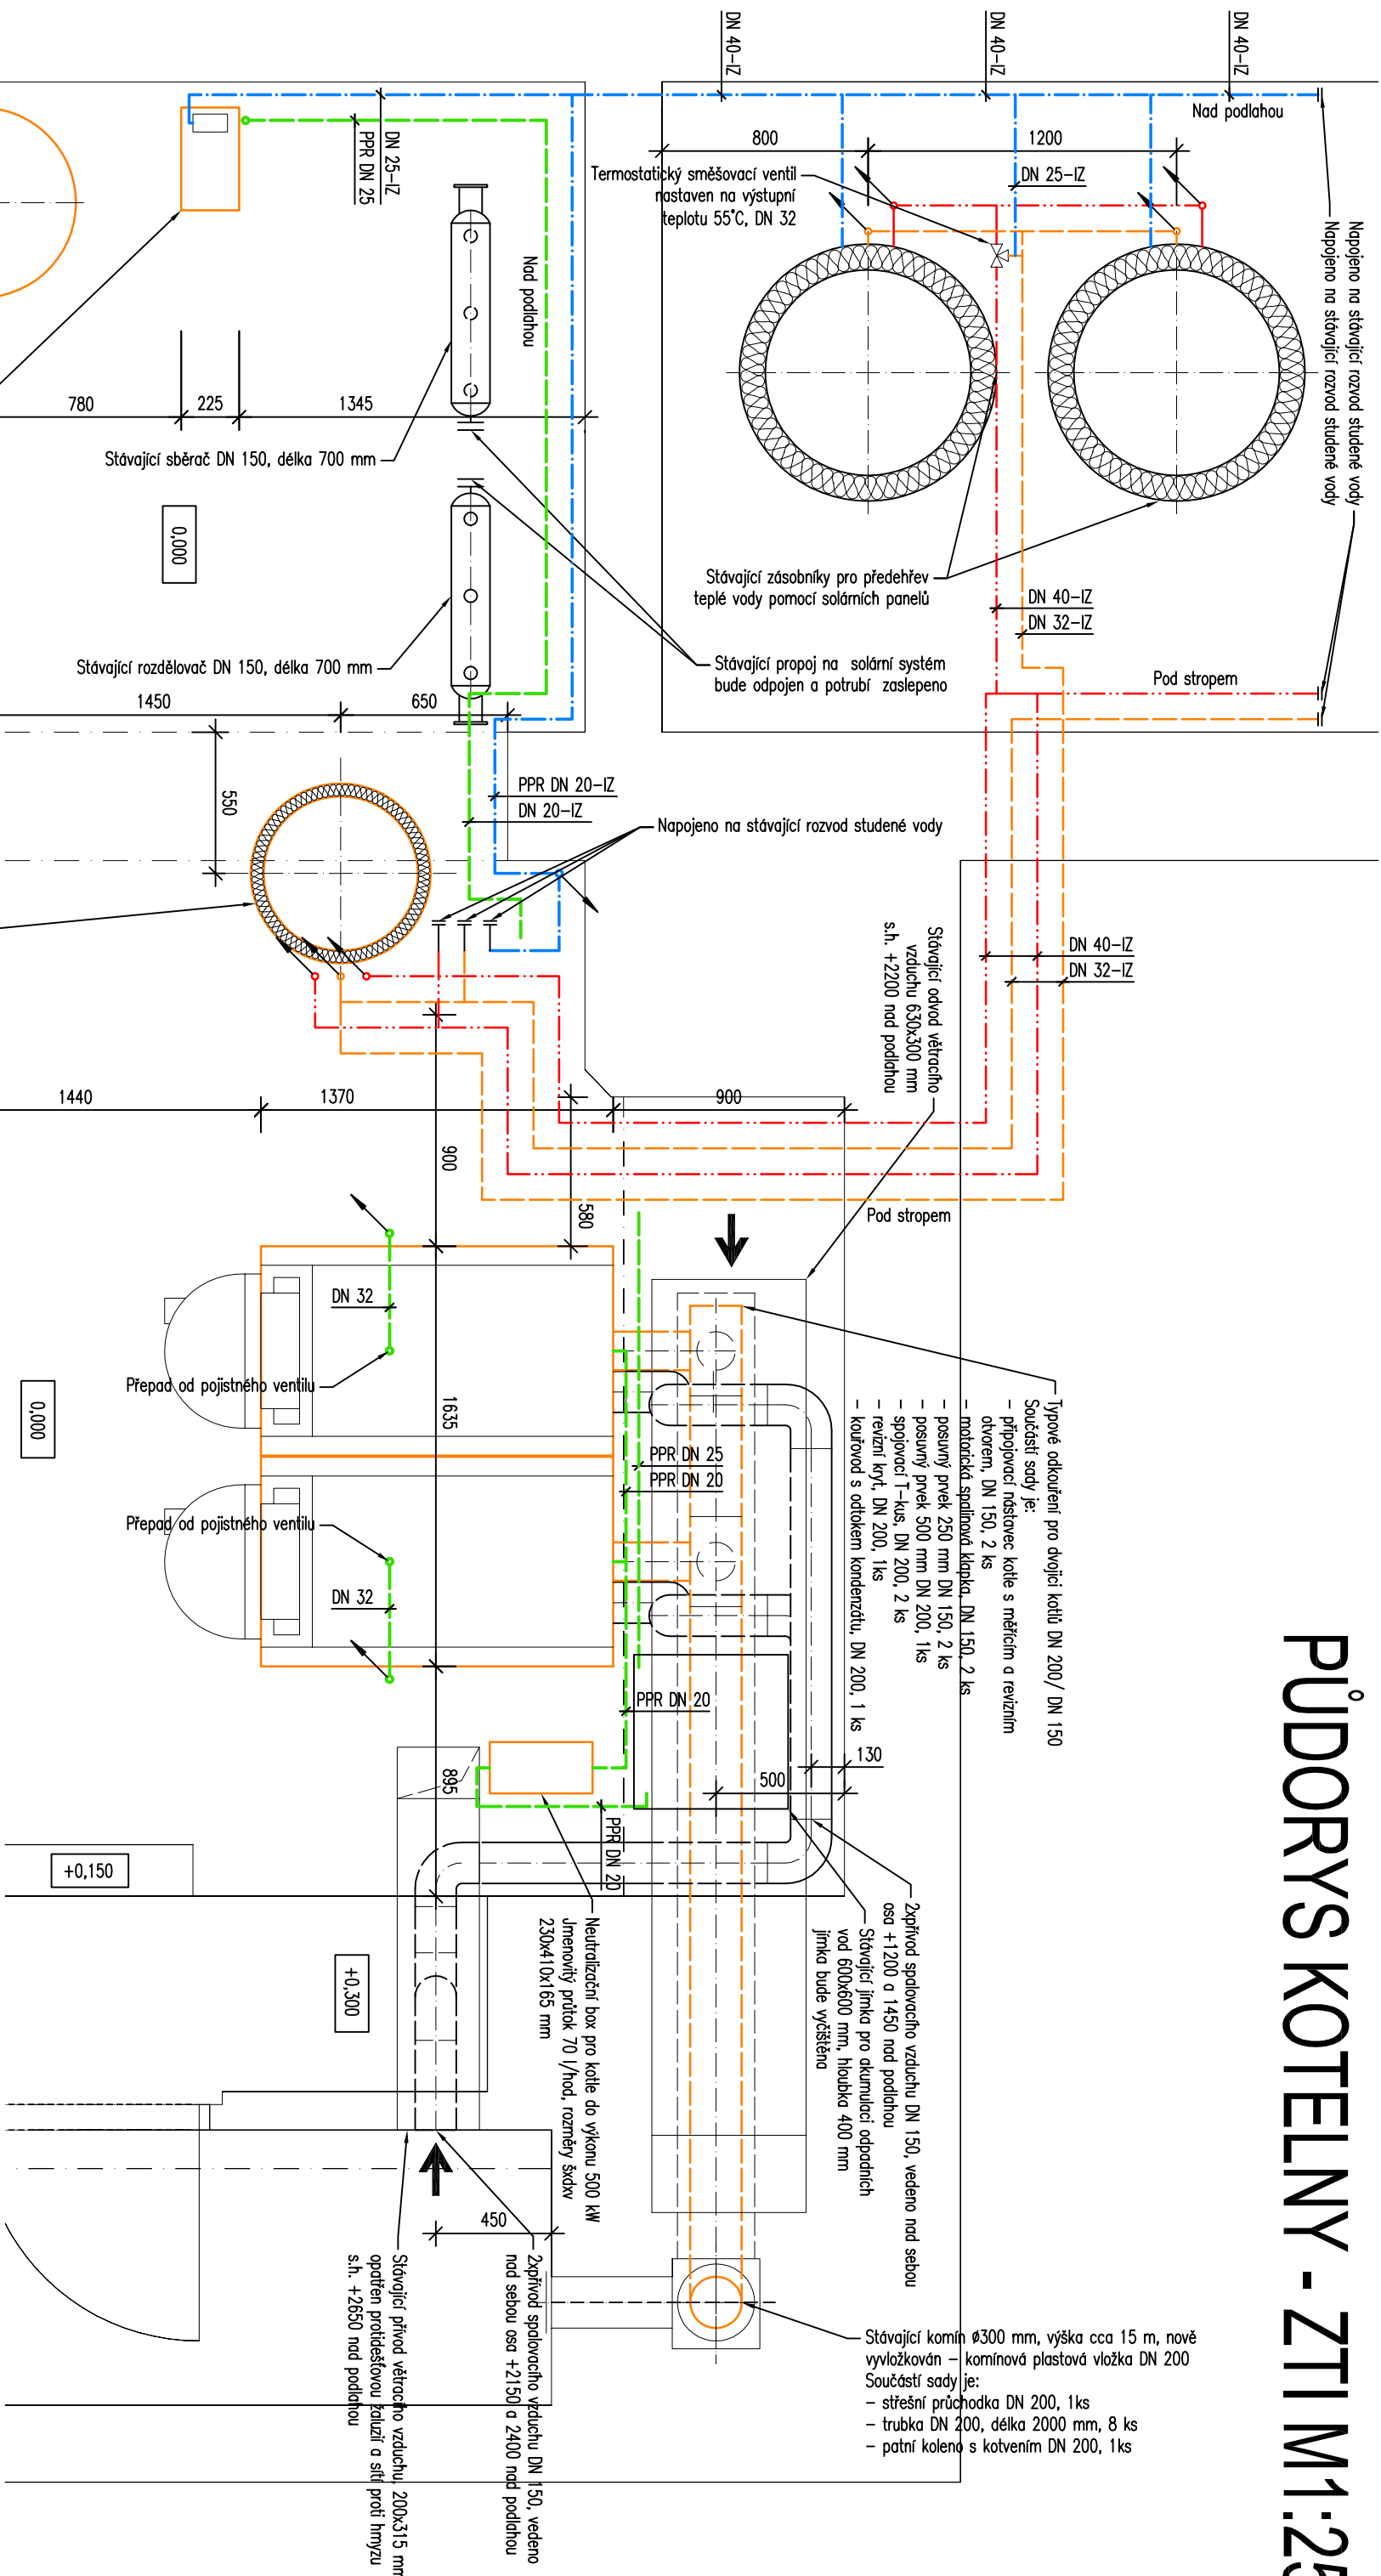 PŮDORYS KOTELNY - ZTI M1:25
DN 40-IZ
DN 40-IZ
DN 40-IZ
Nad podlahou
Napojeno na stávající rozvod studené vody
Napojeno na stávající rozvod studené vody
800
1200
DN 25-IZ
Termostatický směšovací ventil
nastaven na výstupní
teplotu 55°C, DN 32
DN 25-IZ
PPR DN 25
Nad podlahou
780
225
1345
Stávající sběrač DN 150, délka 700 mm
0,000
Stávající zásobníky pro předehřev
teplé vody pomocí solárních panelů
DN 40-IZ
DN 32-IZ
Stávající rozdělovač DN 150, délka 700 mm
Stávající propoj na solární systém
bude odpojen a potrubí zaslepeno
Pod stropem
1450
650
550
PPR DN 20-IZ
DN 20-IZ
Napojeno na stávající rozvod studené vody
DN 40-IZ
DN 32-IZ
Stávající odvod větracího
vzduchu 630x300 mm
s.h. +2200 nad podlahou
1440
1370
900
900
580
Pod stropem
DN 32
Přepad od pojistného ventilu
1635
0,000
Přepad od pojistného ventilu
DN 32
PPR DN 25
PPR DN 20
Typové odkouření pro dvojici kotlů DN 200/ DN 150
Součástí sady je:
- připojovací nástavec kotle s měřícím a revizním
otvorem, DN 150, 2 ks
- motorická spalinová klapka, DN 150, 2 ks
- posuvný prvek 250 mm DN 150, 2 ks
- posuvný prvek 500 mm DN 200, 1ks
- spojovací T-kus, DN 200, 2 ks
- revizní kryt, DN 200, 1ks
- kouřovod s odtokem kondenzátu, DN 200, 1 ks
PPR DN 20
130
500
895
PPR DN 20
+0,150
+0,300
2xpřívod spalovacího vzduchu DN 150, vedeno nad sebou
osa +1200 a 1450 nad podlahou
Stávající jímka pro akumulaci odpadních
vod 600x600 mm, hloubka 400 mm
jímka bude vyčištěna
Neutralizační box pro kotle do výkonu 500 kW
Jmenovitý průtok 70 l/hod, rozměry šxdxv
230x410x165 mm
450
2xpřívod spalovacího vzduchu DN 150, vedeno
nad sebou osa +2150 a 2400 nad podlahou
Stávající přívod větracího vzduchu, 200x315 mm
opatřen protidešťovou žaluzií a sítí proti hmyzu
s.h. +2650 nad podlahou
Stávající komín ø300 mm, výška cca 15 m, nově
vyvložkován – komínová plastová vložka DN 200
Součástí sady je:
– střešní průchodka DN 200, 1ks
– trubka DN 200, délka 2000 mm, 8 ks
– patní koleno s kotvením DN 200, 1ks